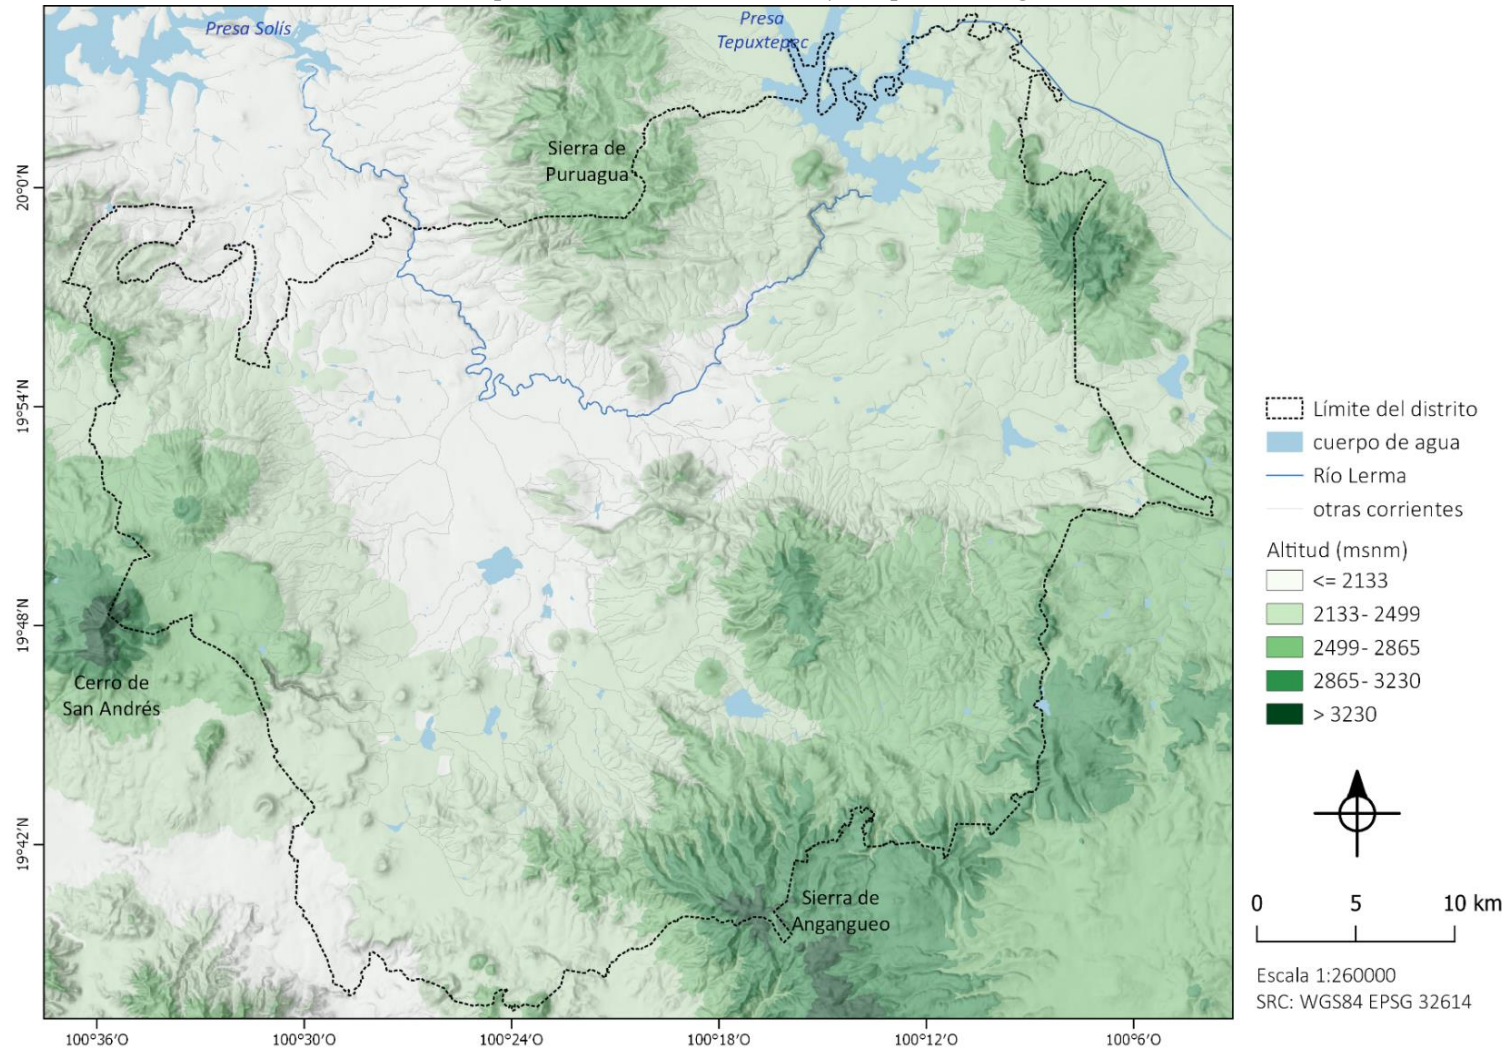 Presa Solís
Presa
Tepuxtepec
Sierra de
Puruagua
Cerro de
San Andrés
Sierra de
Angangueo
20°0'N
19°54'N
19°48'N
19°42'N
100°36'O
100°30'O
100°24'O
100°18'O
100°12'O
100°6'O
Límite del distrito
cuerpo de agua
Río Lerma
otras corrientes
Altitud (msnm)
<= 2133
2133- 2499
2499- 2865
2865- 3230
> 3230
0 5 10 km
Escala 1:260000
SRC: WGS84 EPSG 32614